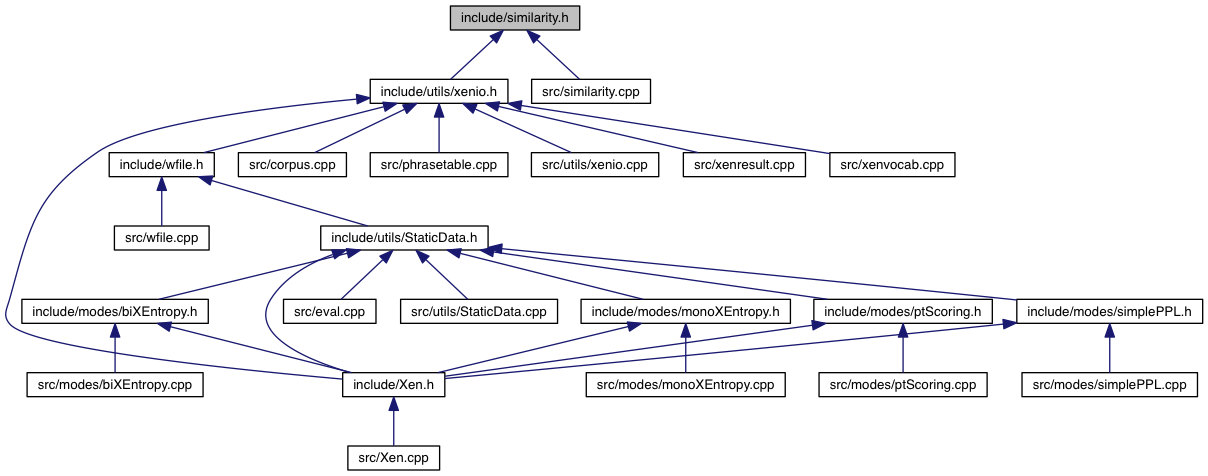 include/similarity.h
include/utils/xenio.h
src/similarity.cpp
include/wfile.h
src/corpus.cpp
src/phrasetable.cpp
src/utils/xenio.cpp
src/xenresult.cpp
src/xenvocab.cpp
src/wfile.cpp
include/utils/StaticData.h
include/modes/biXEntropy.h
src/eval.cpp
src/utils/StaticData.cpp
include/modes/monoXEntropy.h
include/modes/ptScoring.h
include/modes/simplePPL.h
src/modes/biXEntropy.cpp
include/Xen.h
src/modes/monoXEntropy.cpp
src/modes/ptScoring.cpp
src/modes/simplePPL.cpp
src/Xen.cpp